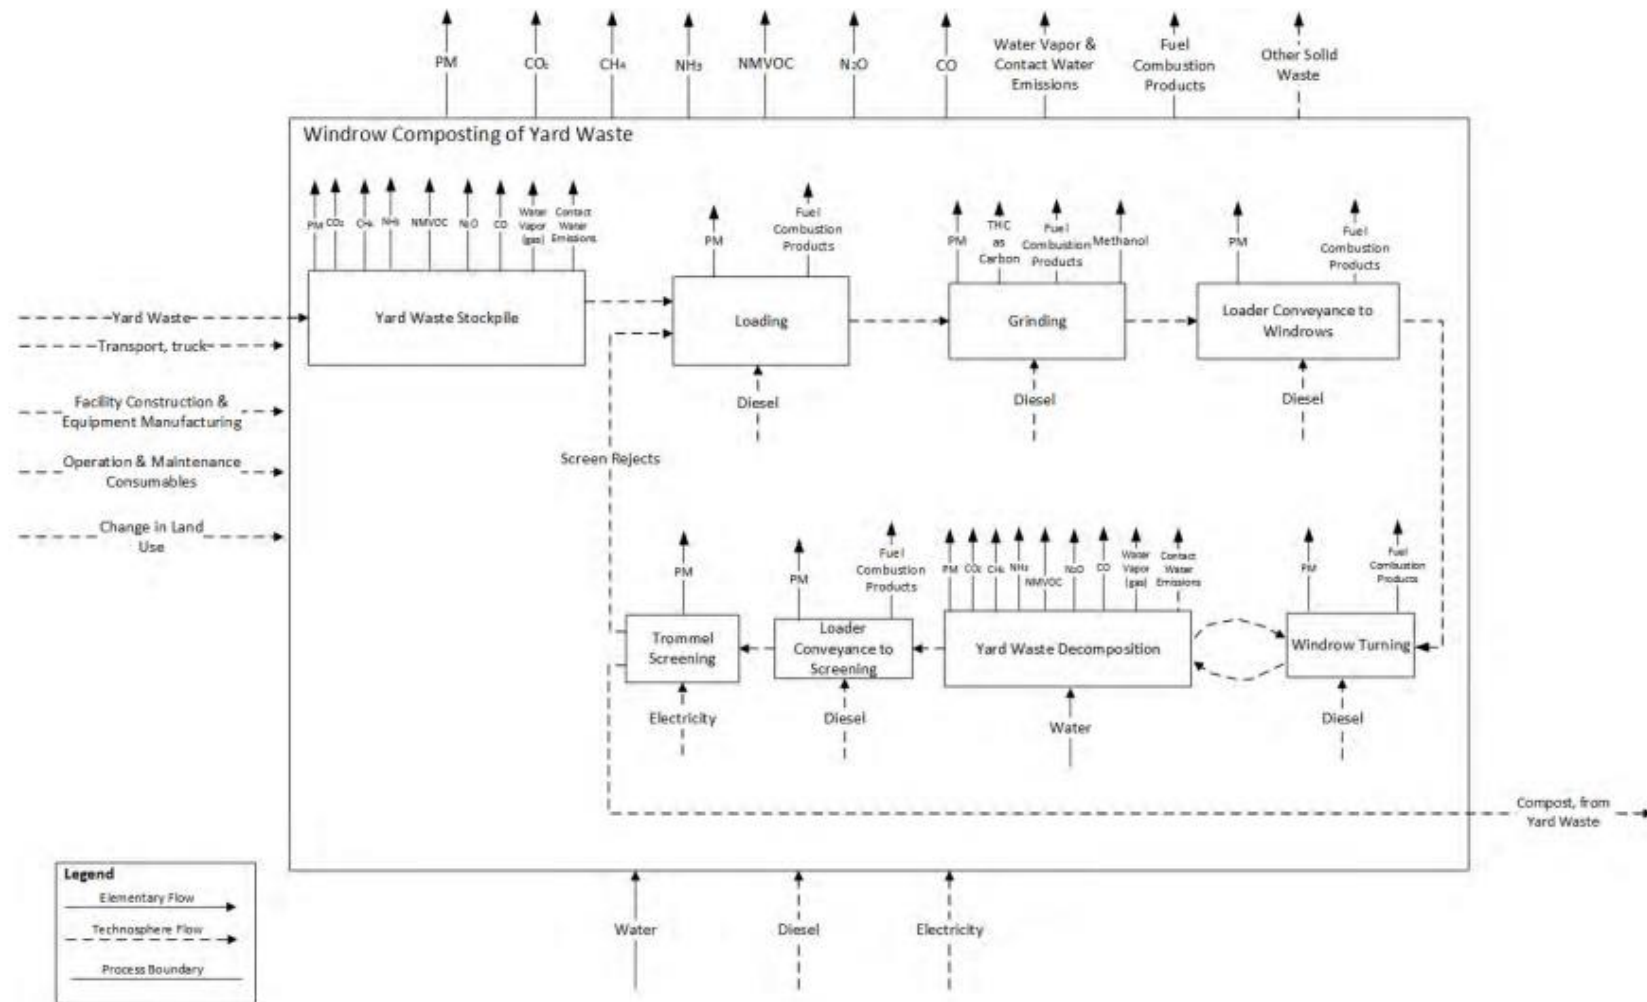 PM
CO₂
CH₄
NH₃
NMVOC
N₂O
CO
Water Vapor &
Contact Water
Emissions
Fuel
Combustion
Products
Other Solid
Waste
Windrow Composting of Yard Waste
PM
CO₂
CH₄
NH₃
NMVOC
N₂O
CO
Water
Vapor
(gas)
Contact
Water
Emissions
PM
Fuel
Combustion
Products
PM
THC
as
Carbon
Fuel
Combustion
Products
Methanol
PM
Fuel
Combustion
Products
Yard Waste
Transport, truck
Yard Waste Stockpile
Loading
Grinding
Loader Conveyance to
Windrows
Diesel
Diesel
Diesel
Facility Construction &
Equipment Manufacturing
Operation & Maintenance
Consumables
Change in Land
Use
Screen Rejects
PM
PM
Fuel
Combustion
Products
PM
CO₂
CH₄
NH₃
NMVOC
N₂O
CO
Water
Vapor
(gas)
Contact
Water
Emissions
PM
Fuel
Combustion
Products
Trommel
Screening
Loader
Conveyance to
Screening
Yard Waste Decomposition
Windrow Turning
Electricity
Diesel
Water
Diesel
Compost, from
Yard Waste
Legend
Elementary Flow
Technosphere Flow
Process Boundary
Water
Diesel
Electricity